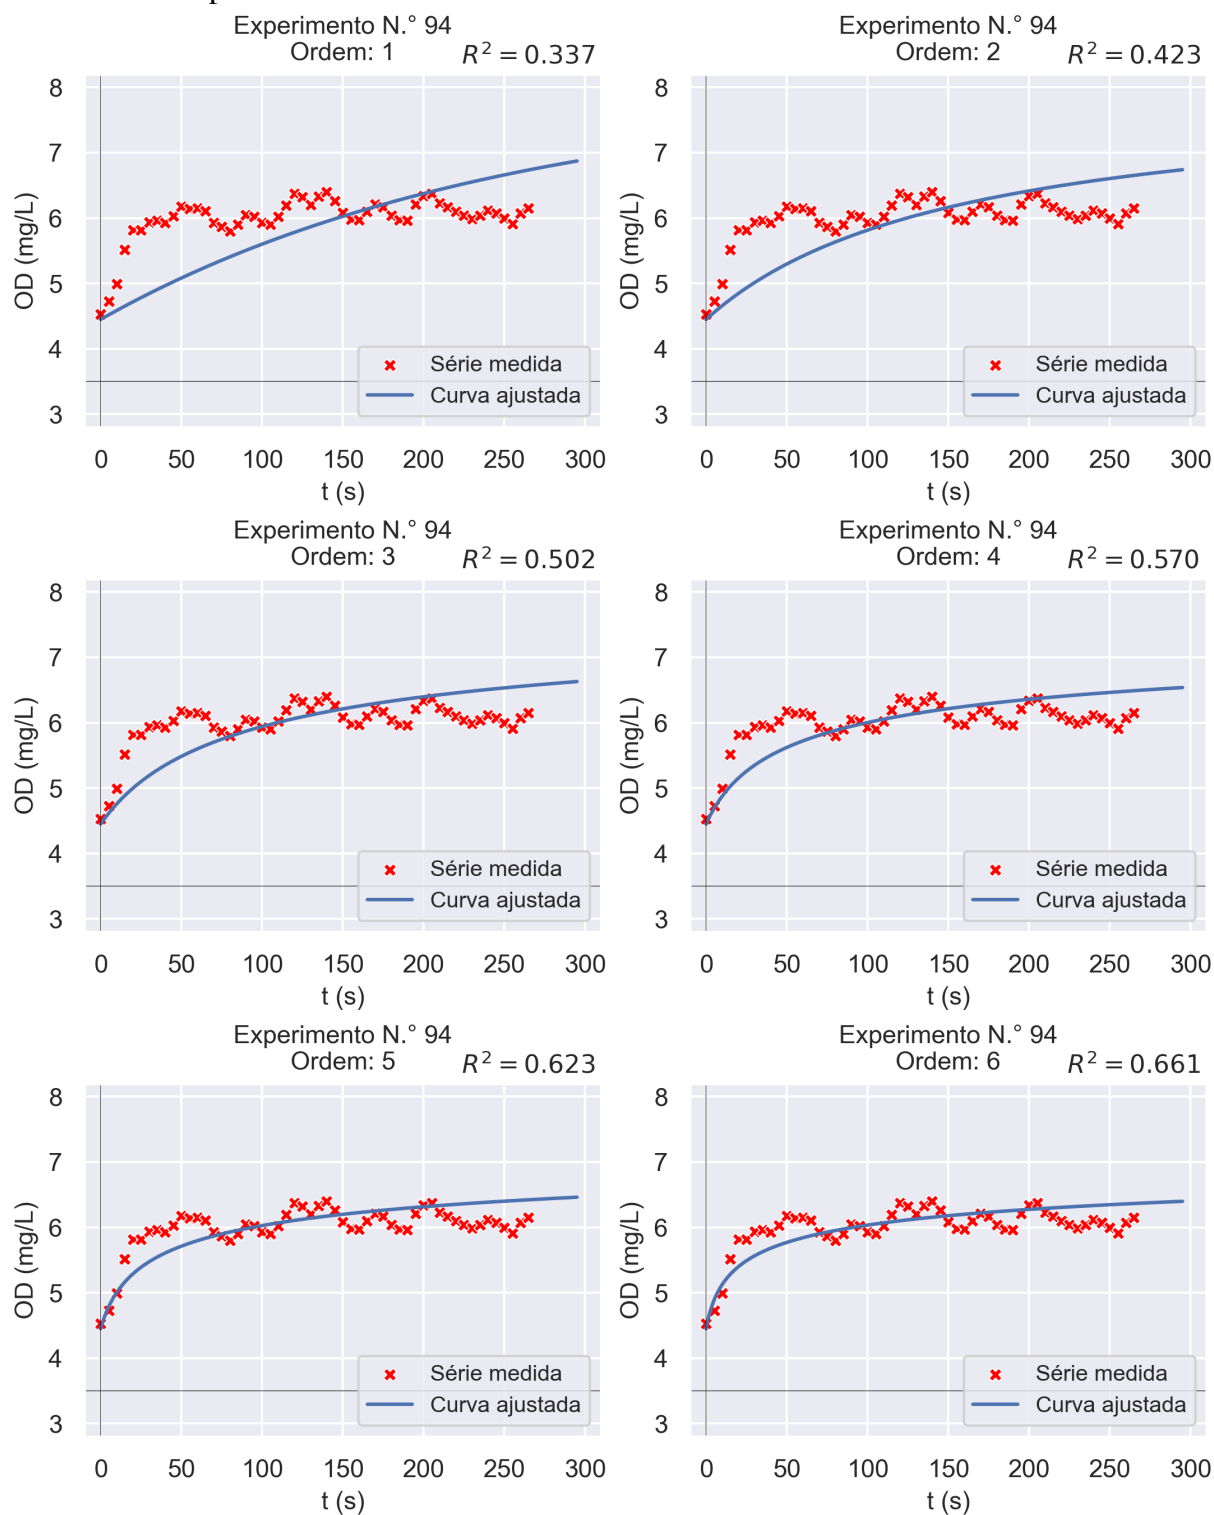 Experimento N.° 94
Ordem: 1
R² = 0.337
8
7
6
5
4
3
OD (mg/L)
Série medida
Curva ajustada
0 50 100 150 200 250 300
t (s)
Experimento N.° 94
Ordem: 2
R² = 0.423
8
7
6
5
4
3
OD (mg/L)
Série medida
Curva ajustada
0 50 100 150 200 250 300
t (s)
Experimento N.° 94
Ordem: 3
R² = 0.502
8
7
6
5
4
3
OD (mg/L)
Série medida
Curva ajustada
0 50 100 150 200 250 300
t (s)
Experimento N.° 94
Ordem: 4
R² = 0.570
8
7
6
5
4
3
OD (mg/L)
Série medida
Curva ajustada
0 50 100 150 200 250 300
t (s)
Experimento N.° 94
Ordem: 5
R² = 0.623
8
7
6
5
4
3
OD (mg/L)
Série medida
Curva ajustada
0 50 100 150 200 250 300
t (s)
Experimento N.° 94
Ordem: 6
R² = 0.661
8
7
6
5
4
3
OD (mg/L)
Série medida
Curva ajustada
0 50 100 150 200 250 300
t (s)